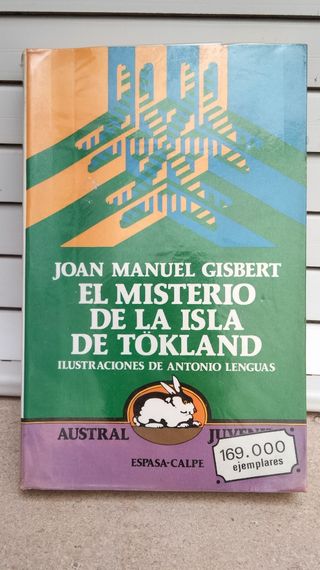 JOAN MANUEL GISBERT
EL MISTERIO
DE LA ISLA
DE TÖKLAND
ILUSTRACIONES DE ANTONIO LENGUAS
AUSTRAL JUVENIL
ESPASA-CALPE
169.000
ejemplares